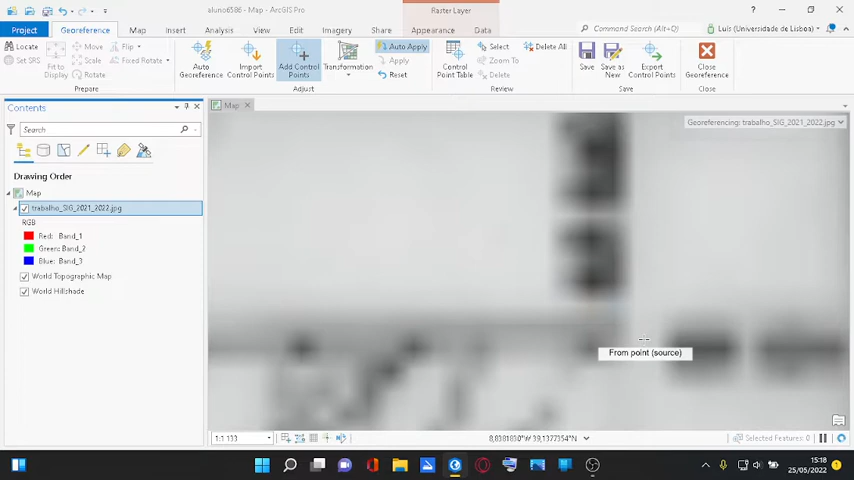 aluno6586 - Map - ArcGIS Pro
Raster Layer
Project Georeference Map Insert Analysis View Edit Imagery Share Appearance Data
Command Search (Alt+Q)
Luís (Universidade de Lisboa)
Locate Move Flip
Set SRS Fit to Display Scale Fixed Rotate
Rotate
Prepare
Auto Georeference
Import Control Points
Add Control Points
Transformation
Auto Apply
Apply
Reset
Adjust
Control Point Table
Select
Zoom To
Delete
Delete All
Review
Save
Save as New
Export Control Points
Save
Close Georeference
Close
Contents
Search
Drawing Order
Map
trabalho_SIG_2021_2022.jpg
RGB
Red: Band_1
Green: Band_2
Blue: Band_3
World Topographic Map
World Hillshade
Map
Georeferencing: trabalho_SIG_2021_2022.jpg
From point (source)
1:1 133
8,8381830°W 39,1377354°N
Selected Features: 0
15:18
25/05/2022